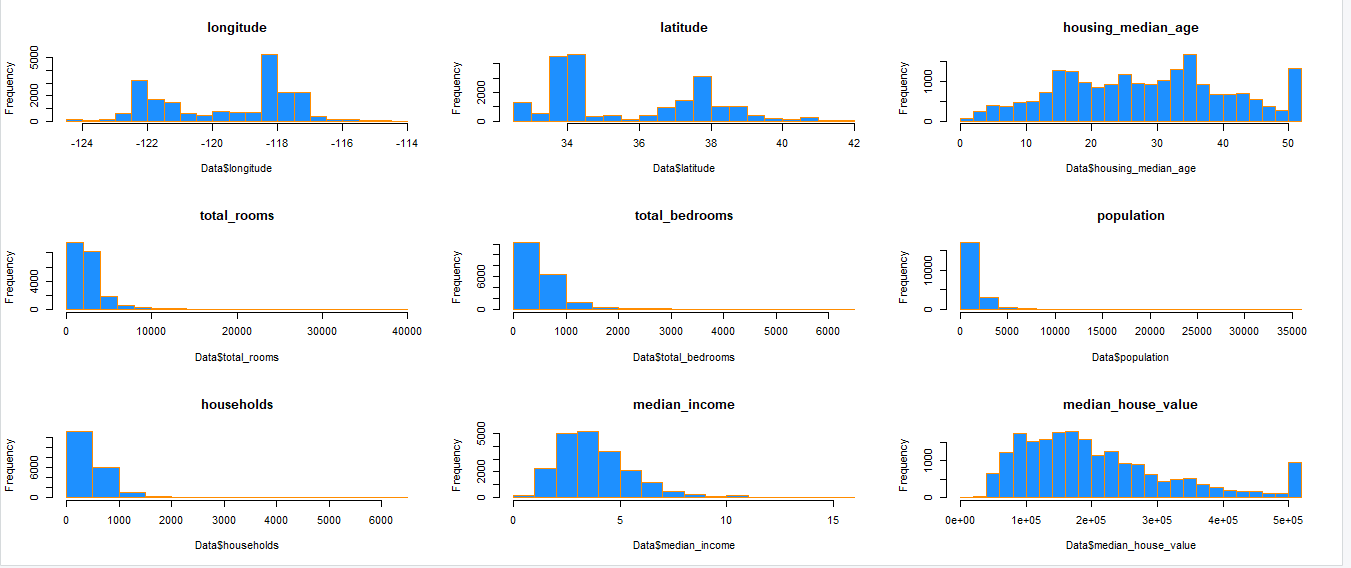 longitude
Frequency
0 2000 5000
-124 -122 -120 -118 -116 -114
Data$longitude
latitude
Frequency
0 2000
34 36 38 40 42
Data$latitude
housing_median_age
Frequency
0 1000
0 10 20 30 40 50
Data$housing_median_age
total_rooms
Frequency
0 4000
0 10000 20000 30000 40000
Data$total_rooms
total_bedrooms
Frequency
0 6000
0 1000 2000 3000 4000 5000 6000
Data$total_bedrooms
population
Frequency
0 10000
0 5000 10000 15000 20000 25000 30000 35000
Data$population
households
Frequency
0 6000
0 1000 2000 3000 4000 5000 6000
Data$households
median_income
Frequency
0 2000 5000
0 5 10 15
Data$median_income
median_house_value
Frequency
0 1000
0e+00 1e+05 2e+05 3e+05 4e+05 5e+05
Data$median_house_value